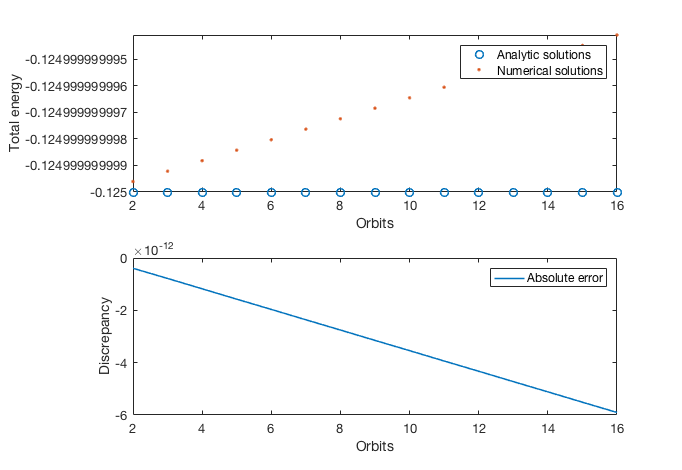 -0.124999999995
-0.124999999996
-0.124999999997
-0.124999999998
-0.124999999999
-0.125
Total energy
Analytic solutions
Numerical solutions
2 4 6 8 10 12 14 16
Orbits
×10-12
0
-2
-4
-6
Discrepancy
Absolute error
2 4 6 8 10 12 14 16
Orbits